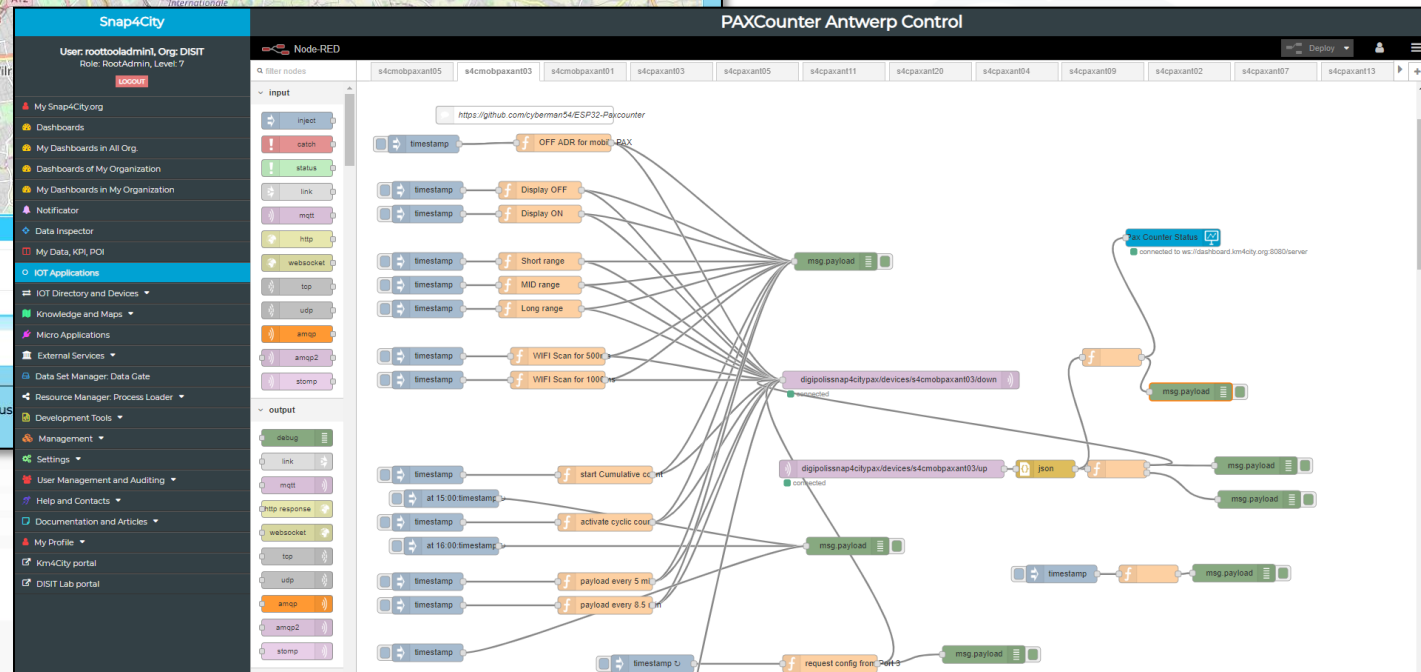 Internationale
Snap4City
PAXCounter Antwerp Control
User: roottooladmin1, Org: DISIT
Role: RootAdmin, Level: 7
LOGOUT
My Snap4City.org
Dashboards
My Dashboards in All Org.
Dashboards of My Organization
My Dashboards in My Organization
Notificator
Data Inspector
My Data, KPI, POI
IOT Applications
IOT Directory and Devices
Knowledge and Maps
Micro Applications
External Services
Data Set Manager: Data Gate
Resource Manager: Process Loader
Development Tools
Management
Settings
User Management and Auditing
Help and Contacts
Documentation and Articles
My Profile
Km4City portal
DISIT Lab portal
Node-RED
Deploy
filter nodes
input
inject
catch
status
link
mqtt
http
websocket
tcp
udp
amqp
amqp2
stomp
output
debug
link
mqtt
http response
websocket
tcp
udp
amqp
amqp2
stomp
s4cmobpaxant05
s4cmobpaxant03
s4cmobpaxant01
s4cpaxant03
s4cpaxant05
s4cpaxant11
s4cpaxant20
s4cpaxant04
s4cpaxant09
s4cpaxant02
s4cpaxant07
s4cpaxant13
https://github.com/cyberman54/ESP32-Paxcounter
timestamp
OFF ADR for mobil PAX
timestamp
Display OFF
timestamp
Display ON
timestamp
Short range
timestamp
MID range
timestamp
Long range
timestamp
WIFI Scan for 500
timestamp
WIFI Scan for 1000
timestamp
start Cumulative
at 15:00:timestamp
timestamp
activate cyclic coun
at 16:00:timestamp
timestamp
payload every 5 mi
timestamp
payload every 8.5
timestamp
timestamp ↻
request config from Port 3
msg.payload
digipolissnap4citypax/devices/s4cmobpaxant03/down
connected
digipolissnap4citypax/devices/s4cmobpaxant03/up
connected
json
msg.payload
msg.payload
Pax Counter Status
connected to ws://dashboard.km4city.org:8080/server
msg.payload
msg.payload
msg.payload
timestamp
msg.payload
msg.payload